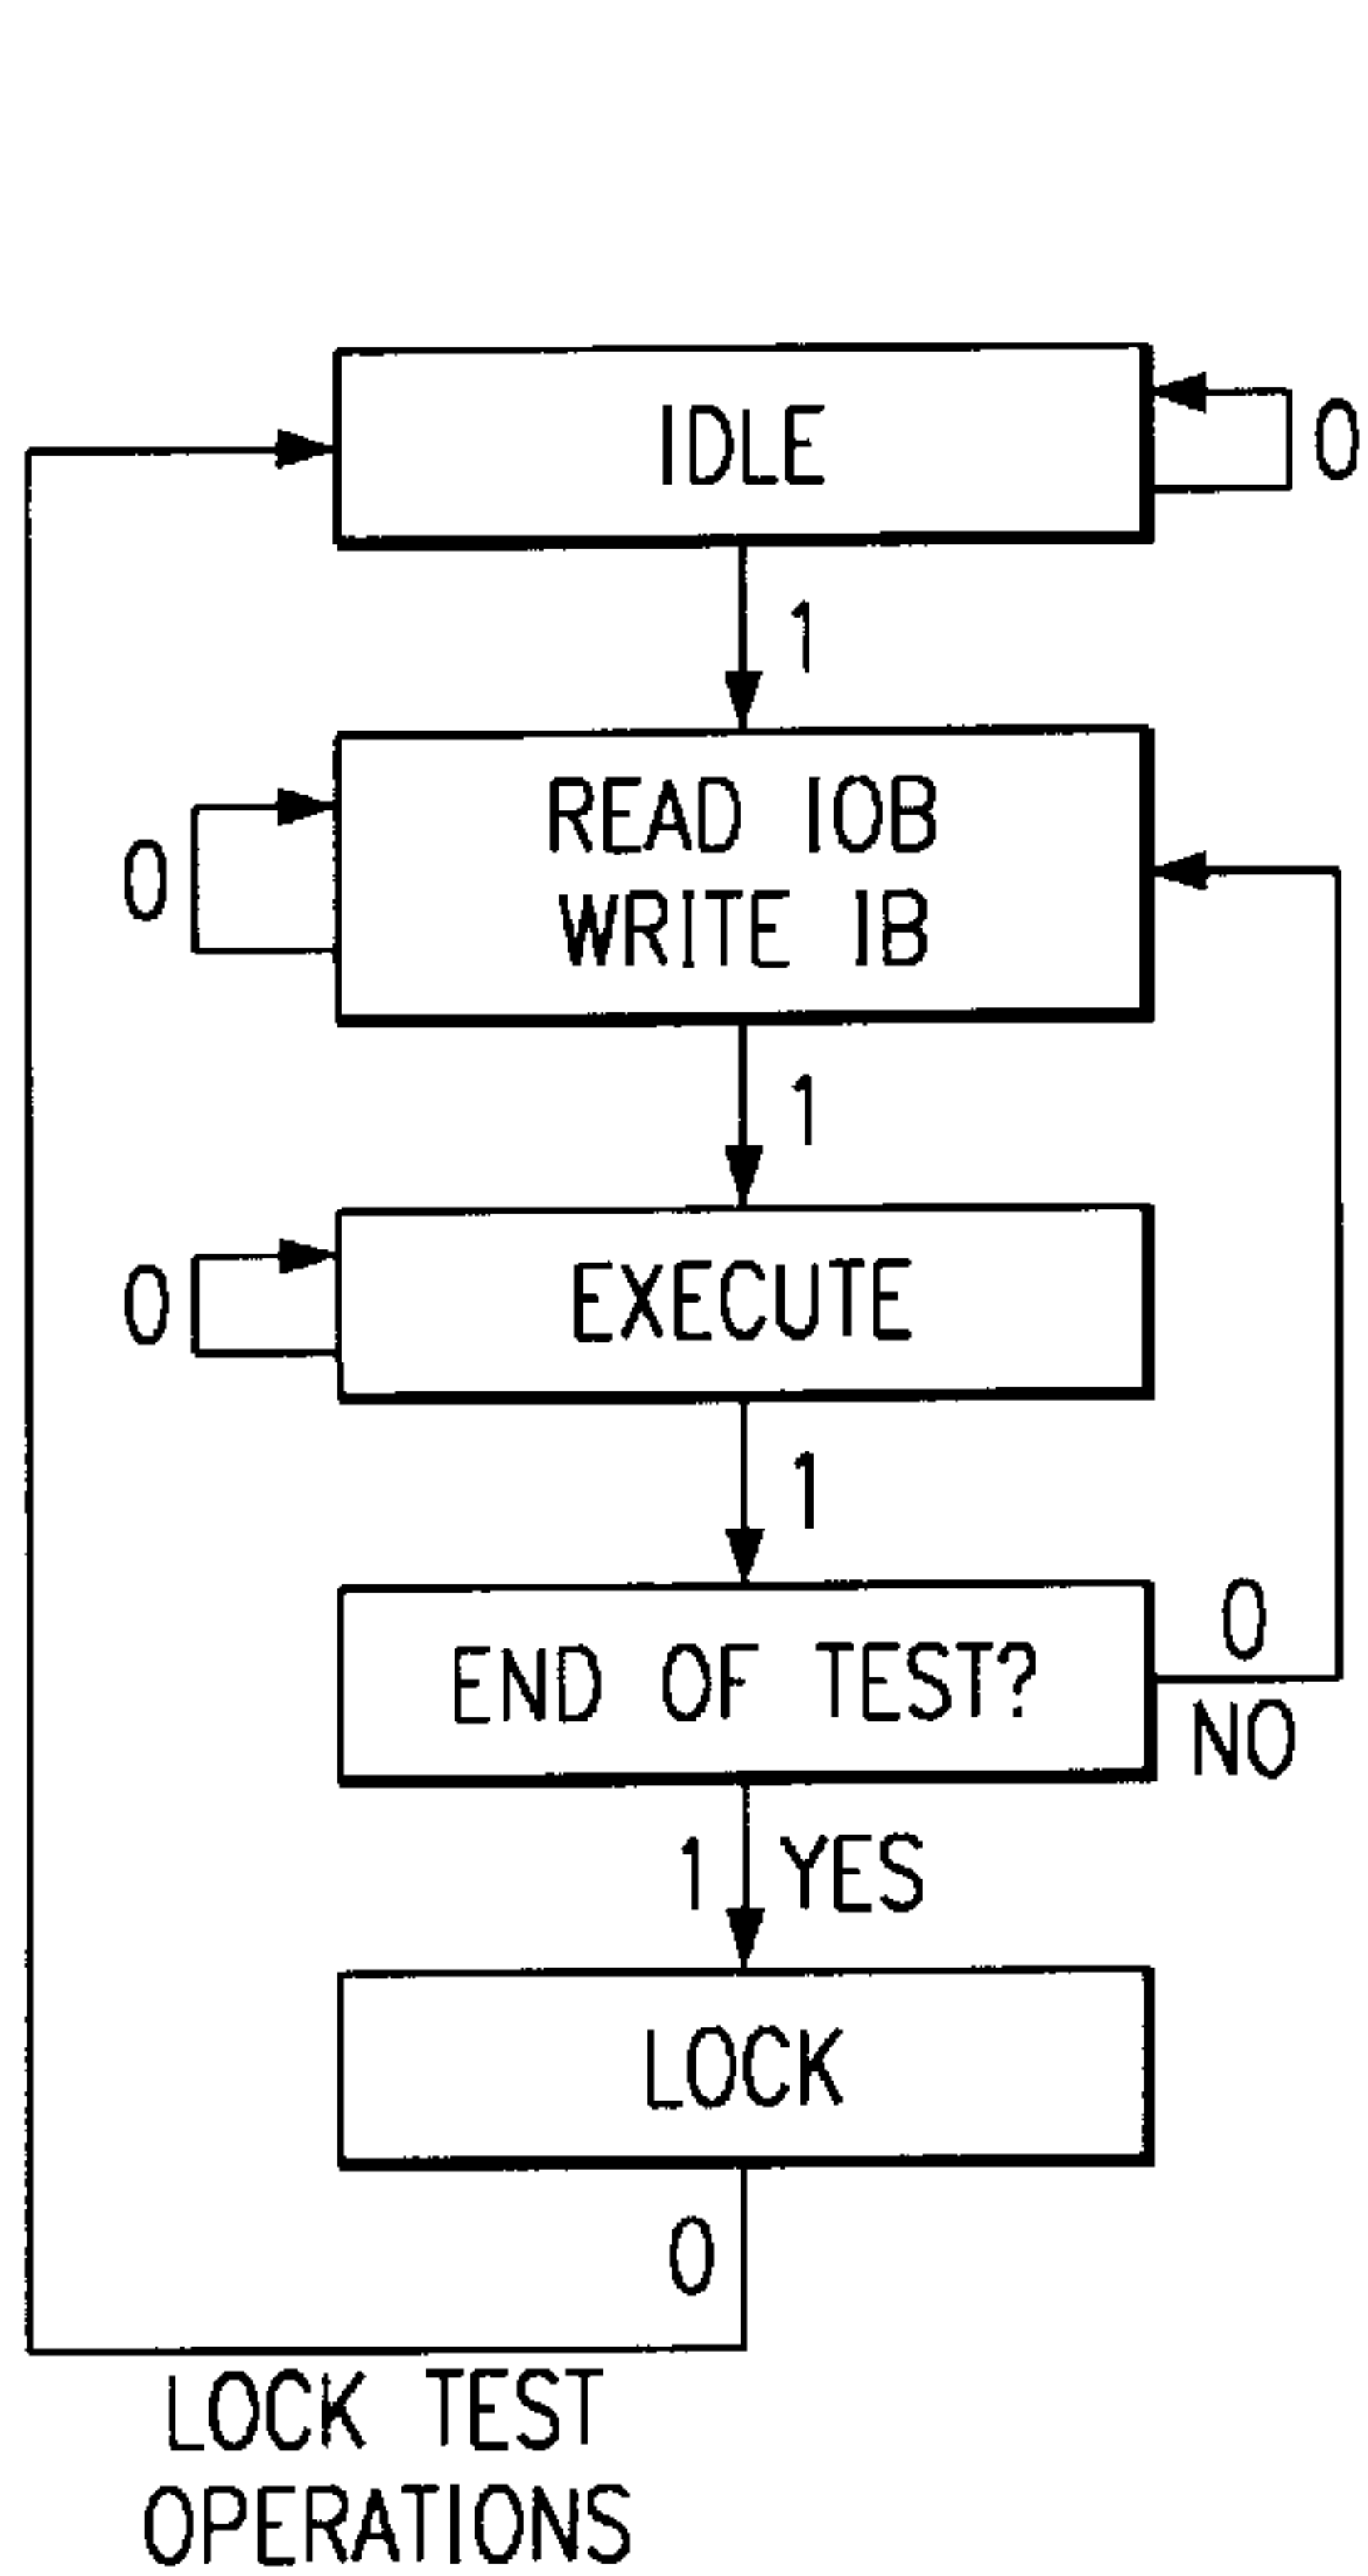 IDLE
0
1
READ IOB
WRITE IB
0
1
EXECUTE
0
1
END OF TEST?
0
NO
1 YES
LOCK
0
LOCK TEST
OPERATIONS